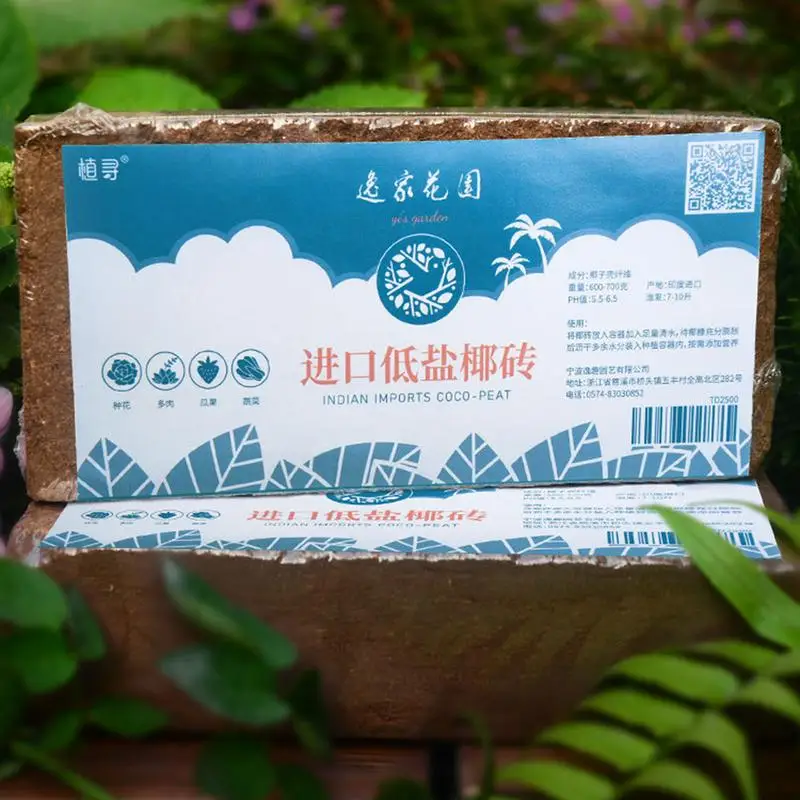 植寻®
逸家花园
yes garden
成分：椰子壳纤维
重量：600-700克 产地：印度进口
PH值：5.5-6.5 泡发：7-10升
使用：
将椰砖放入容器加入足量清水，待椰糠充分膨胀
后沥干多余水分装入种植容器内，按需添加营养
进口低盐椰砖
INDIAN IMPORTS COCO-PEAT
种花 多肉 瓜果 蔬菜
宁波逸趣园艺有限公司
地址：浙江省慈溪市桥头镇五丰村全高北区282号
电话：0574-83030852
TD2500
进口低盐椰砖
INDIAN IMPORTS COCO-PEAT